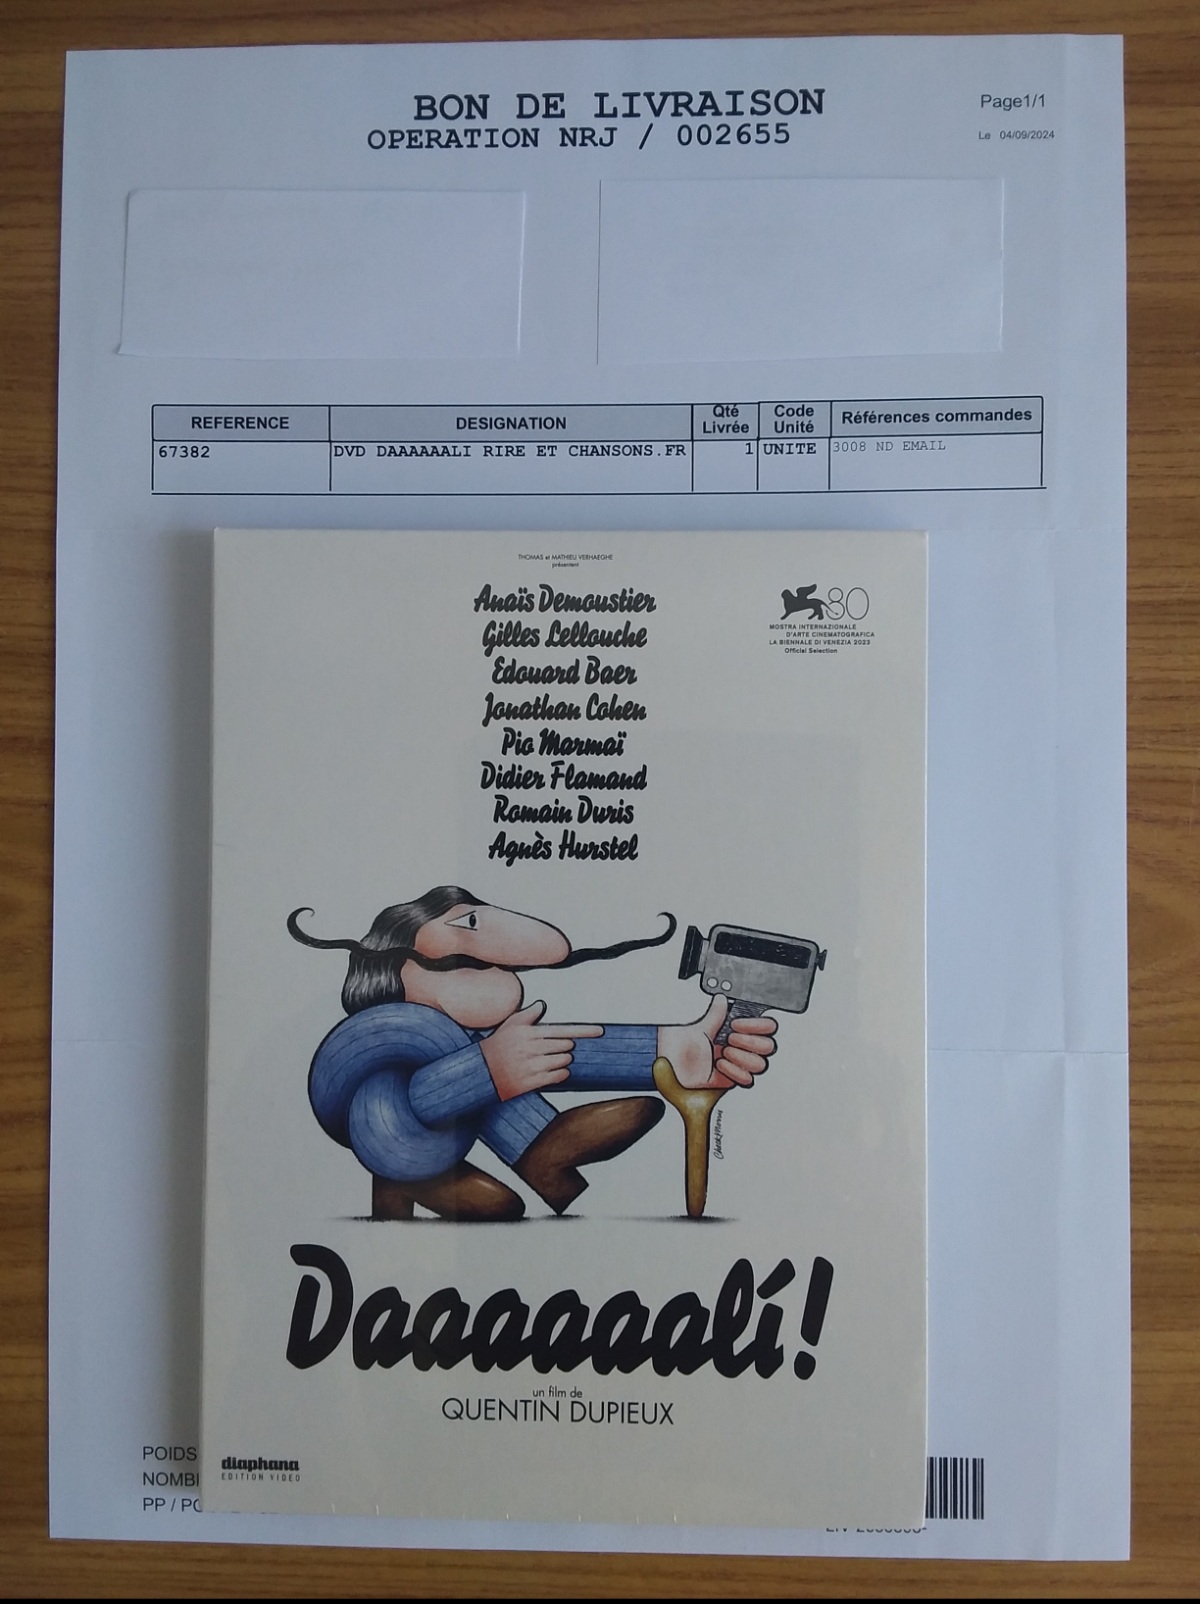 BON DE LIVRAISON
Page1/1
OPERATION NRJ / 002655
Le 04/09/2024
REFERENCE DESIGNATION Qté Livrée Code Unité Références commandes
67382 DVD DAAAAAALI RIRE ET CHANSONS.FR 1 UNITE 3008 ND EMAIL
THOMAS et MATHIEU VERHAEGHE
présentent
Anaïs Demoustier
Gilles Lellouche
Edouard Baer
Jonathan Cohen
Pio Marmaï
Didier Flamand
Romain Duris
Agnès Hurstel
80
MOSTRA INTERNAZIONALE
D'ARTE CINEMATOGRAFICA
LA BIENNALE DI VENEZIA 2023
Official Selection
Daaaaaalí!
un film de
QUENTIN DUPIEUX
diaphana
EDITION VIDEO
POIDS
NOMB
PP / PC